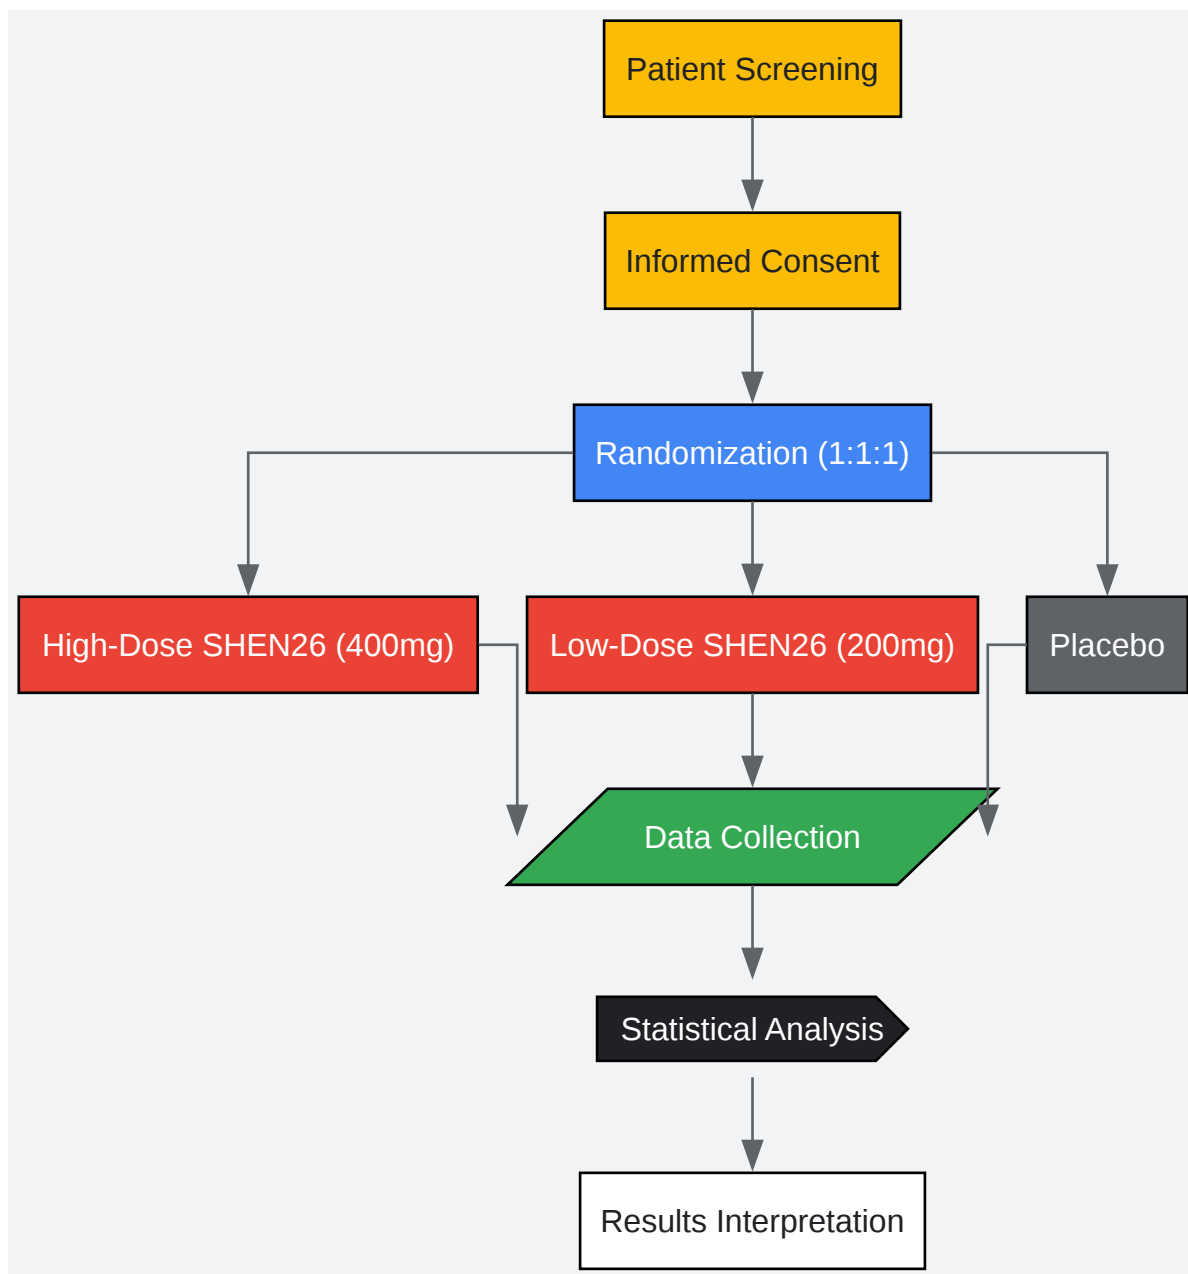 Patient Screening
Informed Consent
Randomization (1:1:1)
High-Dose SHEN26 (400mg)
Low-Dose SHEN26 (200mg)
Placebo
Data Collection
Statistical Analysis
Results Interpretation